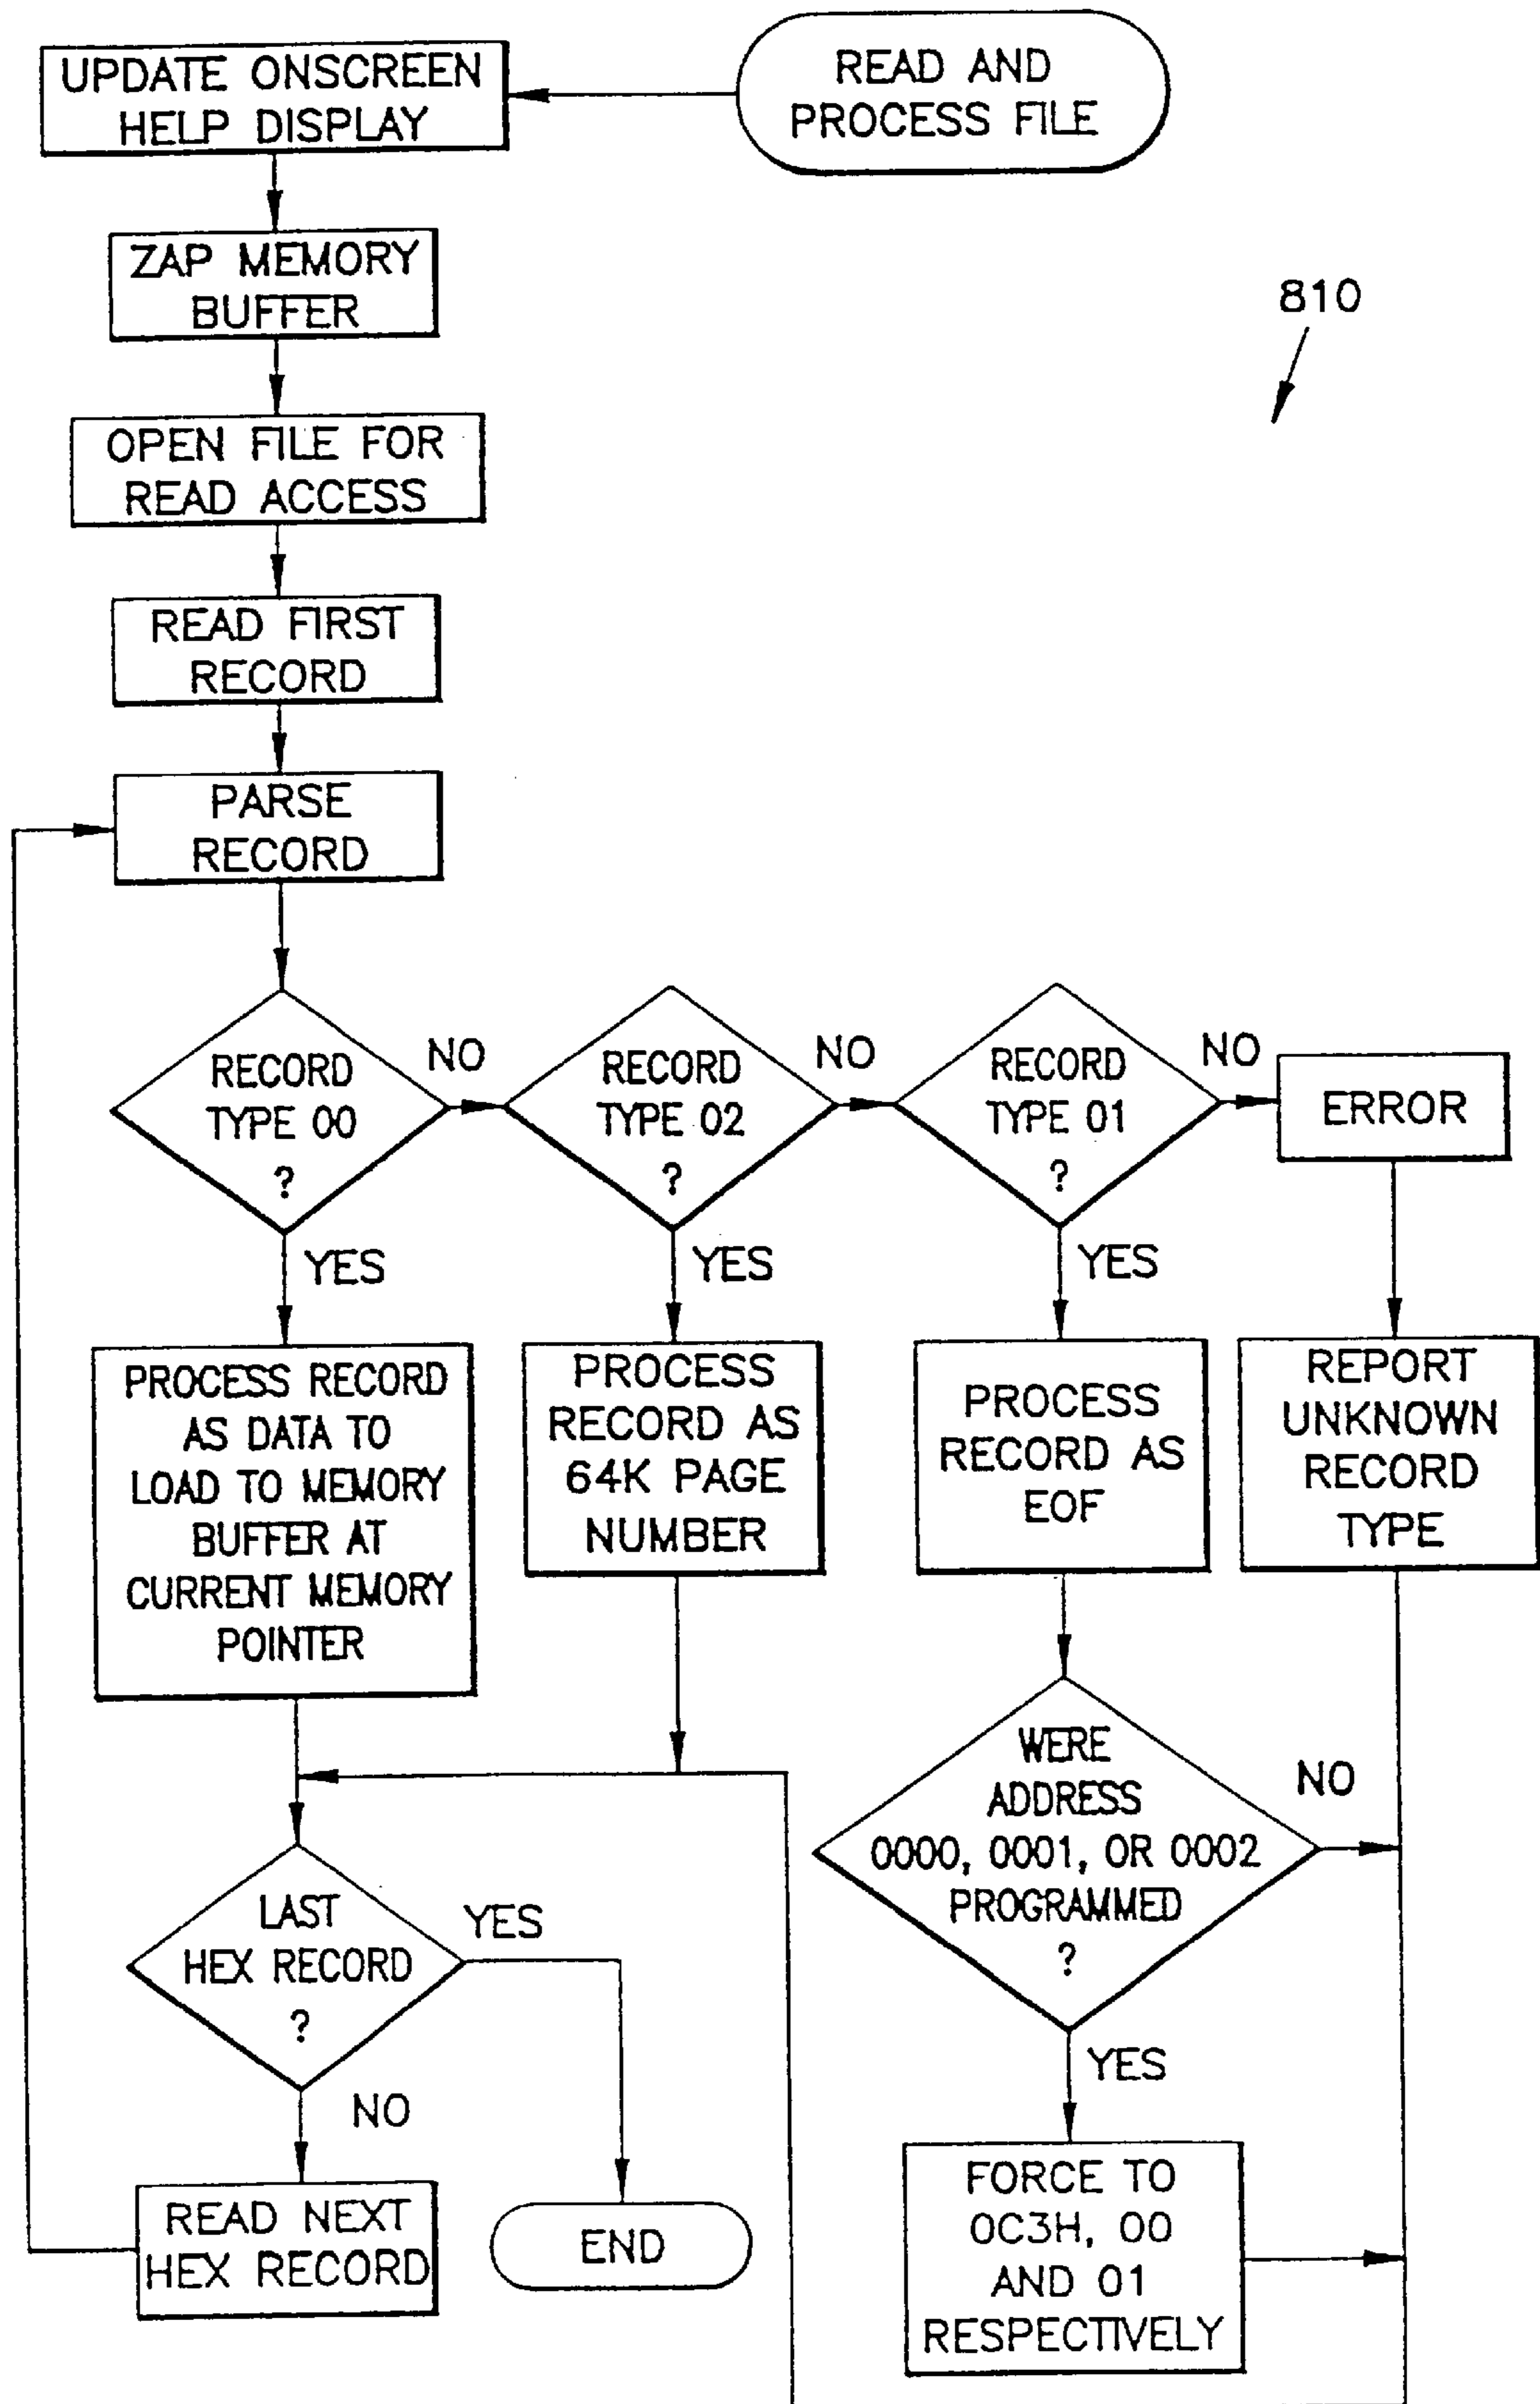 READ AND
PROCESS FILE
UPDATE ONSCREEN
HELP DISPLAY
ZAP MEMORY
BUFFER
810
OPEN FILE FOR
READ ACCESS
READ FIRST
RECORD
PARSE
RECORD
RECORD
TYPE 00
?
NO
RECORD
TYPE 02
?
NO
RECORD
TYPE 01
?
NO
ERROR
YES
YES
YES
PROCESS RECORD
AS DATA TO
LOAD TO MEMORY
BUFFER AT
CURRENT MEMORY
POINTER
PROCESS
RECORD AS
64K PAGE
NUMBER
PROCESS
RECORD AS
EOF
REPORT
UNKNOWN
RECORD
TYPE
WERE
ADDRESS
0000, 0001, OR 0002
PROGRAMMED
?
NO
YES
LAST
HEX RECORD
?
YES
NO
READ NEXT
HEX RECORD
END
FORCE TO
0C3H, 00
AND 01
RESPECTIVELY